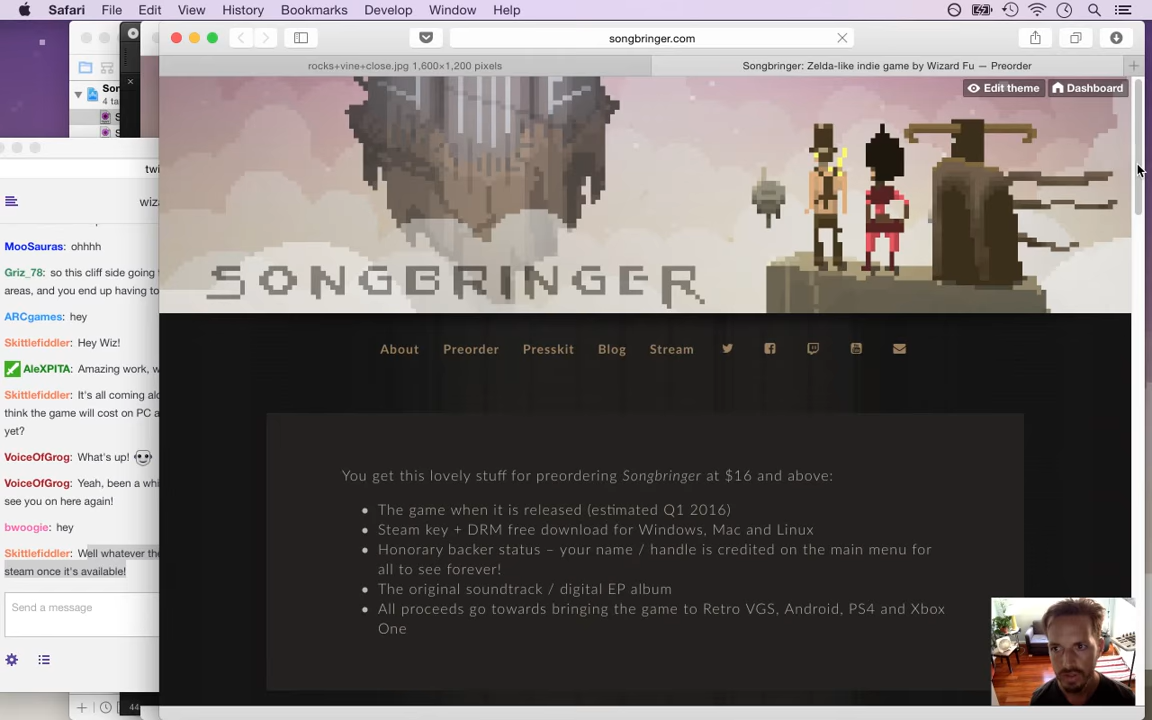 Safari File Edit View History Bookmarks Develop Window Help
songbringer.com
rocks+vine+close.jpg 1,600×1,200 pixels
Songbringer: Zelda-like indie game by Wizard Fu — Preorder
Edit theme
Dashboard
Son
4 ta
S
S
twi
wiza
SONGBRINGER
About Preorder Presskit Blog Stream
You get this lovely stuff for preordering Songbringer at $16 and above:
• The game when it is released (estimated Q1 2016)
• Steam key + DRM free download for Windows, Mac and Linux
• Honorary backer status – your name / handle is credited on the main menu for
all to see forever!
• The original soundtrack / digital EP album
• All proceeds go towards bringing the game to Retro VGS, Android, PS4 and Xbox
One
MooSauras: ohhhh
Griz_78: so this cliff side going
areas, and you end up having to
ARCgames: hey
Skittlefiddler: Hey Wiz!
AleXPITA: Amazing work, w
Skittlefiddler: It's all coming alo
think the game will cost on PC a
yet?
VoiceOfGrog: What's up!
VoiceOfGrog: Yeah, been a whi
see you on here again!
bwoogie: hey
Skittlefiddler: Well whatever the
steam once it's available!
Send a message
44